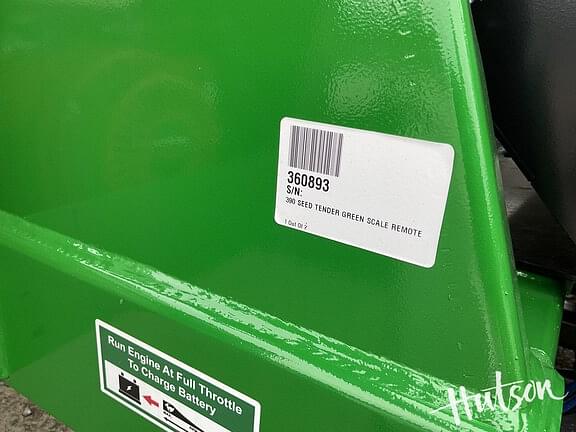 360893
S/N:
390 SEED TENDER GREEN SCALE REMOTE
1 Out Of 2
Run Engine At Full Throttle
To Charge Battery
Hutson